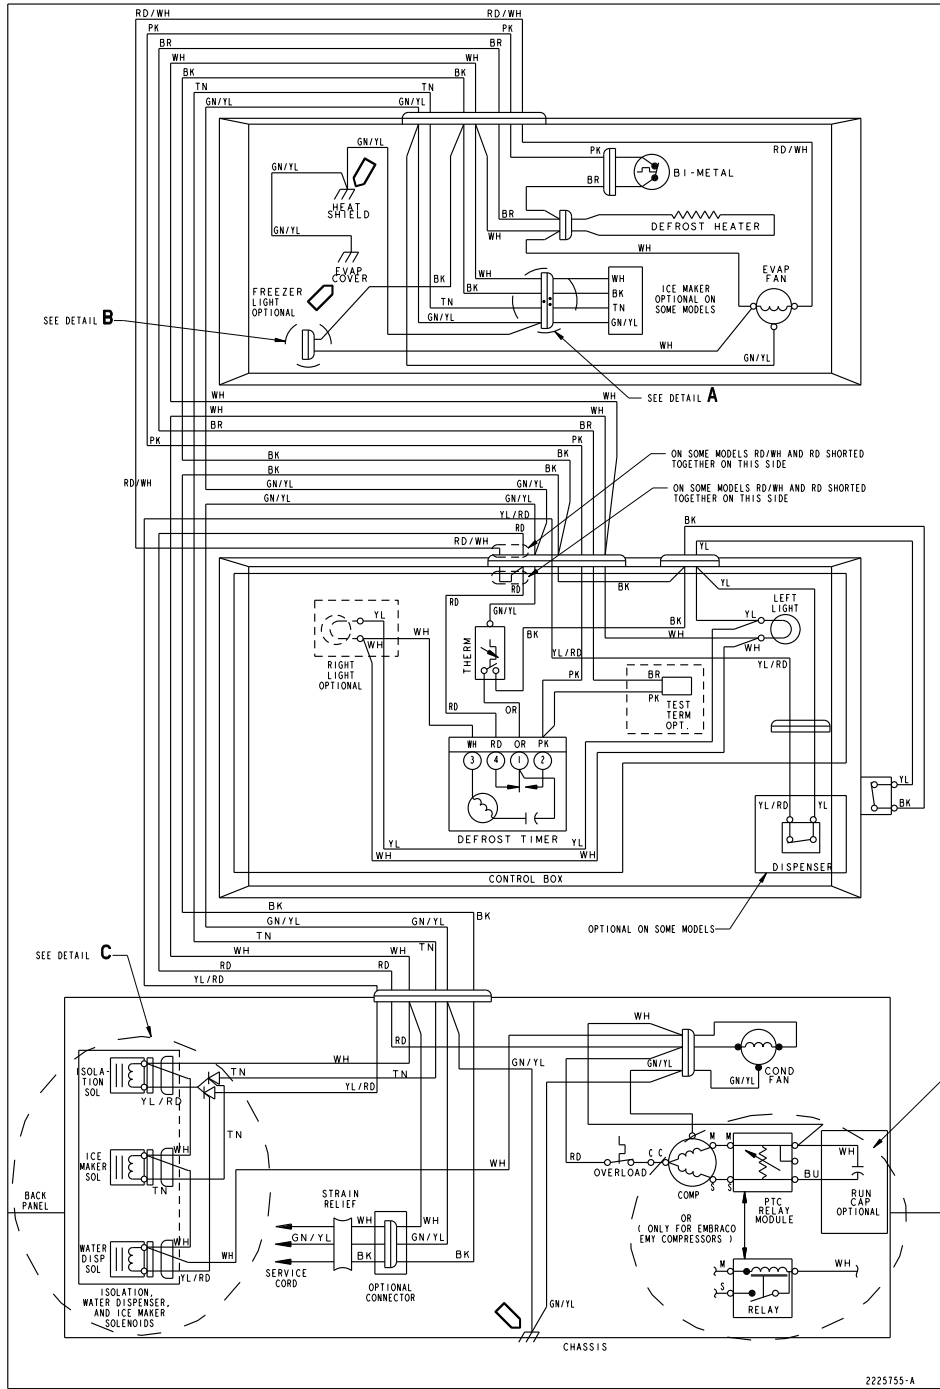 RD/WH RD/WH
PK PK
BR BR
WH WH
BK BK
TN TN
GN/YL GN/YL
GN/YL
PK
RD/WH
GN/YL
BI-METAL
BR
HEAT
SHIELD
BR
DEFROST HEATER
GN/YL
WH
WH
EVAP
COVER
EVAP
FAN
BK
WH
WH
BK
BK
TN
TN
GN/YL
GN/YL
ICE MAKER
OPTIONAL ON
SOME MODELS
FREEZER
LIGHT
OPTIONAL
SEE DETAIL B
WH
GN/YL
SEE DETAIL A
WH WH
WH WH
BR BR
PK PK
BK BK
BK BK
RD/WH
GN/YL GN/YL
GN/YL GN/YL
YL/RD
RD
RD/WH
ON SOME MODELS RD/WH AND RD SHORTED
TOGETHER ON THIS SIDE
ON SOME MODELS RD/WH AND RD SHORTED
TOGETHER ON THIS SIDE
BK
YL
RD
RD
BK
YL
GN/YL
LEFT
LIGHT
YL
WH
WH
RIGHT
LIGHT
OPTIONAL
THERM
BK
BK
WH
YL
WH
YL/RD
YL/RD
PK
BR
PK
TEST
TERM
OPT.
RD
OR
WH RD OR PK
3 4 1 2
DEFROST TIMER
YL YL
WH WH
YL/RD YL
YL
BK
DISPENSER
CONTROL BOX
OPTIONAL ON SOME MODELS
BK BK
GN/YL GN/YL
TN TN
WH WH
RD RD
YL/RD
SEE DETAIL C
WH
RD
GN/YL
GN/YL
GN/YL
COND
FAN
WH
TN TN
YL/RD
ISOLA-
TION
SOL
YL/RD
TN
WH
ICE
MAKER
SOL
TN
WH
WH
WATER
DISP
SOL
YL/RD
BACK
PANEL
ISOLATION,
WATER DISPENSER,
AND ICE MAKER
SOLENOIDS
STRAIN
RELIEF
WH WH
GN/YL GN/YL
BK BK
SERVICE
CORD
OPTIONAL
CONNECTOR
RD
OVERLOAD
C C
M M
S S
COMP
PTC
RELAY
MODULE
WH
BU
RUN
CAP
OPTIONAL
OR
( ONLY FOR EMBRACO
EMY COMPRESSORS )
M
S
WH
RELAY
GN/YL
CHASSIS
2225755-A